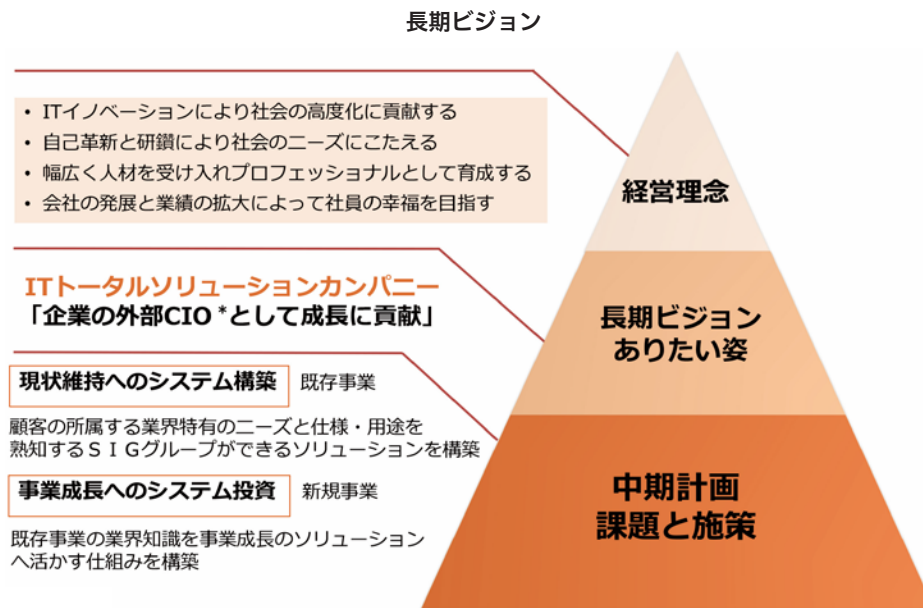 長期ビジョン
• ITイノベーションにより社会の高度化に貢献する
• 自己革新と研鑽により社会のニーズにこたえる
• 幅広く人材を受け入れプロフェッショナルとして育成する
• 会社の発展と業績の拡大によって社員の幸福を目指す
経営理念
ITトータルソリューションカンパニー
「企業の外部CIO *として成長に貢献」
長期ビジョン
ありたい姿
現状維持へのシステム構築 既存事業
顧客の所属する業界特有のニーズと仕様・用途を
熟知するSIGグループができるソリューションを構築
事業成長へのシステム投資 新規事業
既存事業の業界知識を事業成長のソリューション
へ活かす仕組みを構築
中期計画
課題と施策